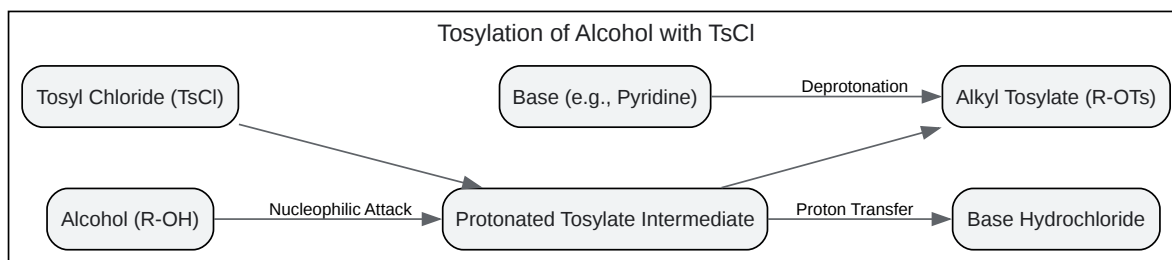 Tosylation of Alcohol with TsCl
Tosyl Chloride (TsCl)
Base (e.g., Pyridine)
Deprotonation
Alkyl Tosylate (R-OTs)
Alcohol (R-OH)
Nucleophilic Attack
Protonated Tosylate Intermediate
Proton Transfer
Base Hydrochloride